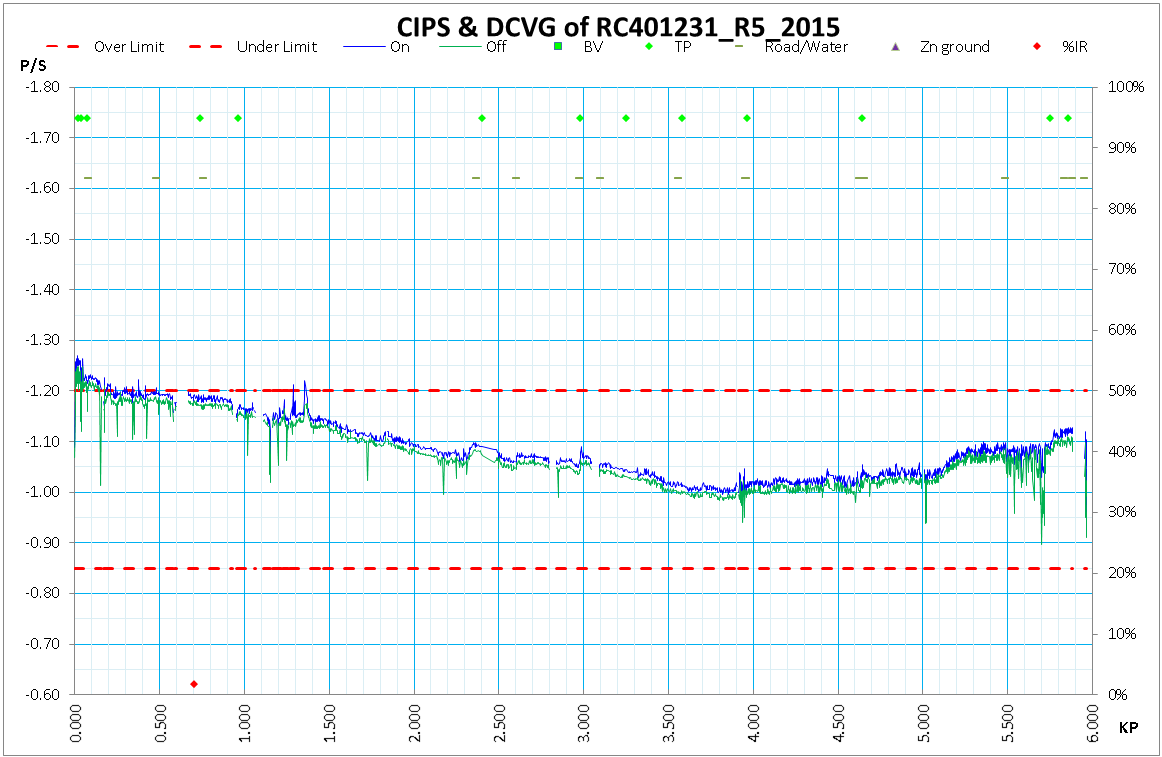 CIPS & DCVG of RC401231_R5_2015
Over Limit Under Limit On Off BV TP Road/Water Zn ground %IR
P/S
-1.80 100%
-1.70 90%
-1.60 80%
-1.50 70%
-1.40 60%
-1.30
-1.20 50%
-1.10 40%
-1.00 30%
-0.90
-0.80 20%
-0.70 10%
-0.60 0%
0.000 0.500 1.000 1.500 2.000 2.500 3.000 3.500 4.000 4.500 5.000 5.500 6.000
KP